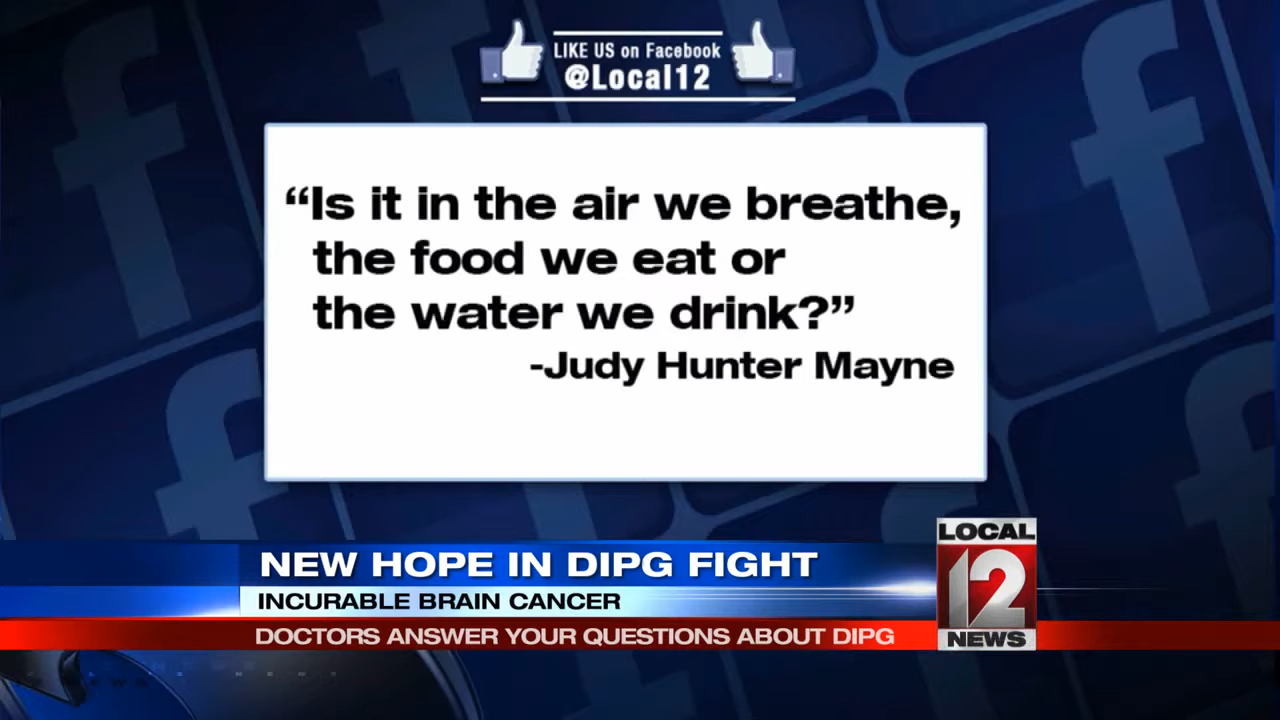 LIKE US on Facebook
@Local12
“Is it in the air we breathe,
the food we eat or
the water we drink?”
-Judy Hunter Mayne
NEW HOPE IN DIPG FIGHT
INCURABLE BRAIN CANCER
DOCTORS ANSWER YOUR QUESTIONS ABOUT DIPG
LOCAL
12
NEWS